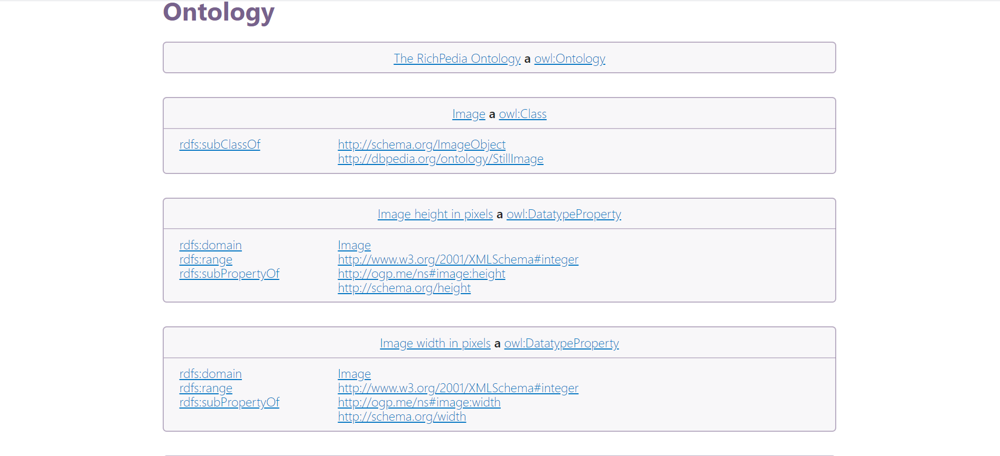 Ontology
The RichPedia Ontology a owl:Ontology
Image a owl:Class
rdfs:subClassOf http://schema.org/ImageObject
http://dbpedia.org/ontology/StillImage
Image height in pixels a owl:DatatypeProperty
rdfs:domain Image
rdfs:range http://www.w3.org/2001/XMLSchema#integer
rdfs:subPropertyOf http://ogp.me/ns#image:height
http://schema.org/height
Image width in pixels a owl:DatatypeProperty
rdfs:domain Image
rdfs:range http://www.w3.org/2001/XMLSchema#integer
rdfs:subPropertyOf http://ogp.me/ns#image:width
http://schema.org/width